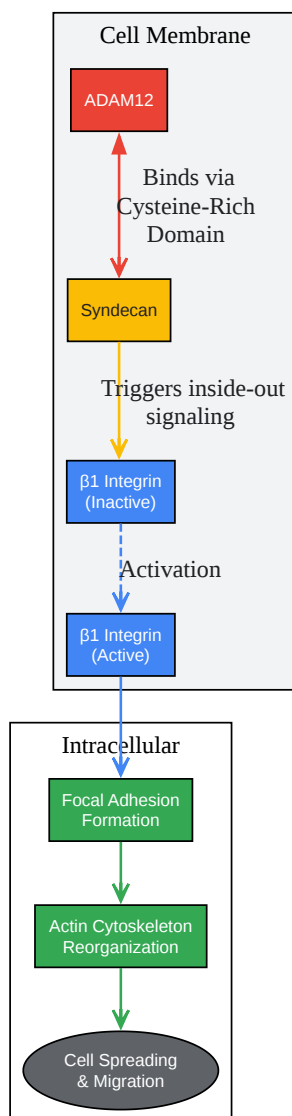 Cell Membrane
ADAM12
Binds via
Cysteine-Rich
Domain
Syndecan
Triggers inside-out
signaling
β1 Integrin
(Inactive)
Activation
β1 Integrin
(Active)
Intracellular
Focal Adhesion
Formation
Actin Cytoskeleton
Reorganization
Cell Spreading
& Migration